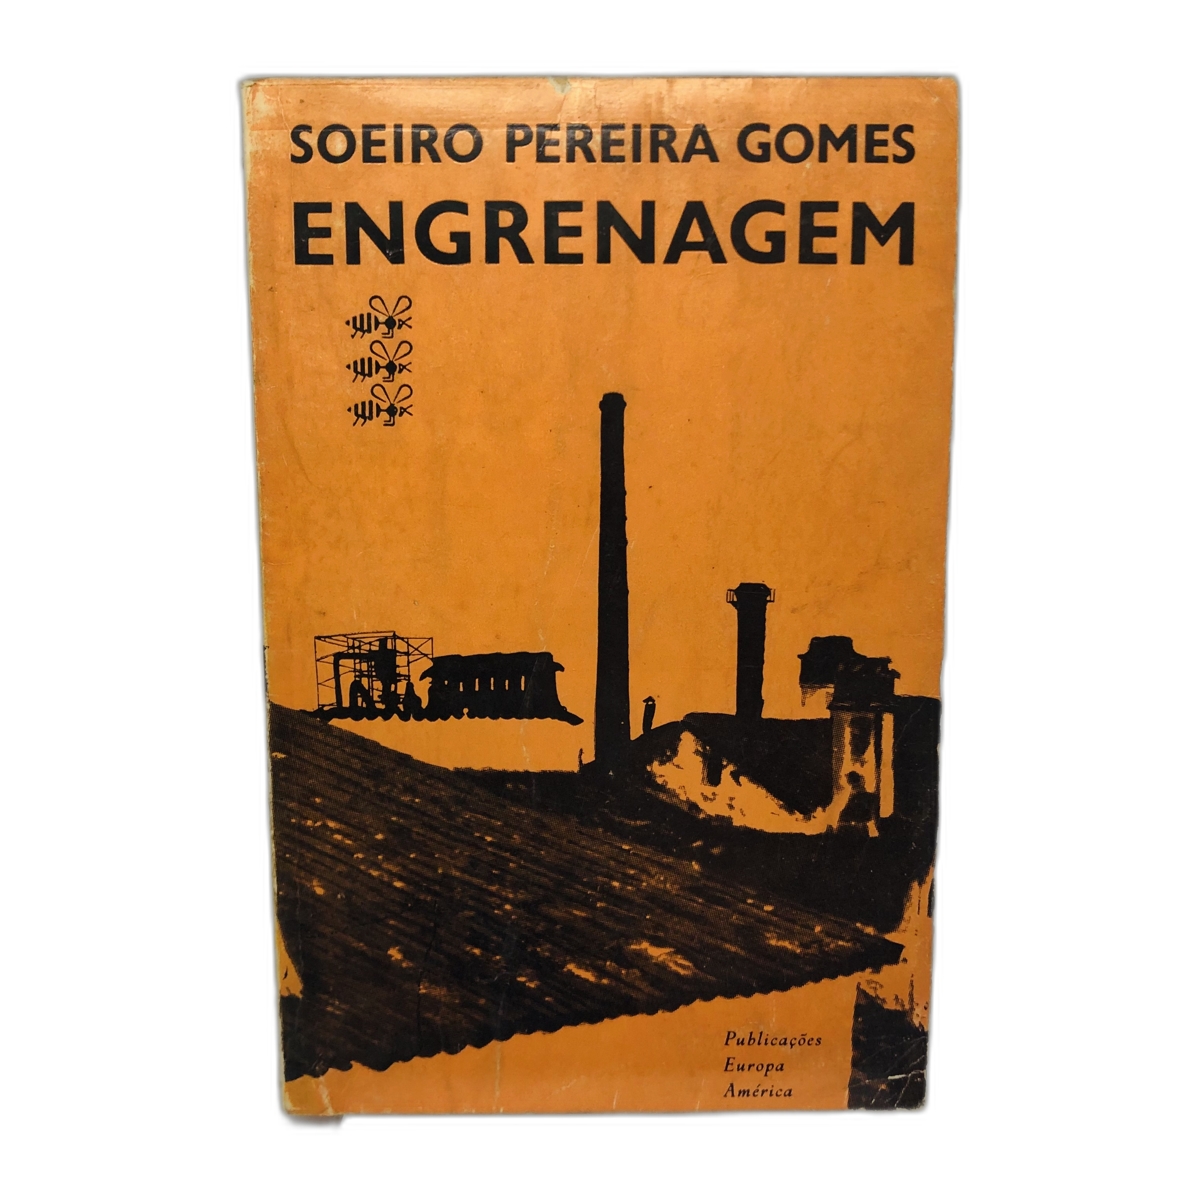 SOEIRO PEREIRA GOMES
ENGRENAGEM
Publicações
Europa
América